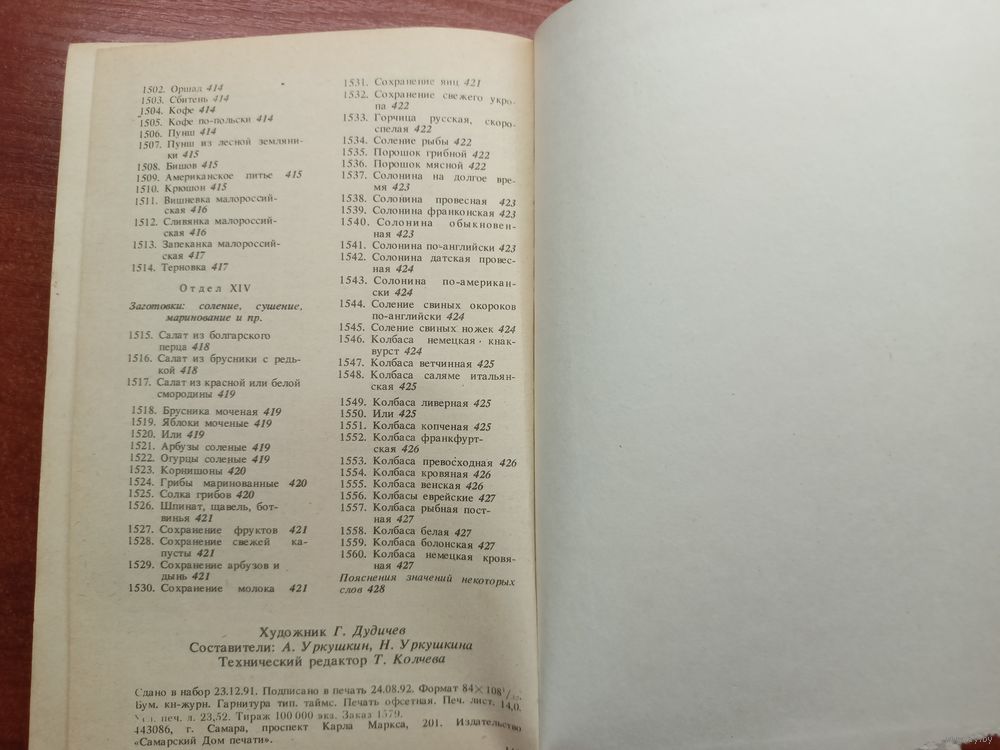 1502. Оршад 414
1503. Сбитень 414
1504. Кофе 414
1505. Кофе по-польски 414
1506. Пунш 414
1507. Пунш из лесной земляни-
ки 415
1508. Бишов 415
1509. Американское питье 415
1510. Крюшон 415
1511. Вишневка малороссий-
ская 416
1512. Сливянка малороссий-
ская 416
1513. Запеканка малороссий-
ская 417
1514. Терновка 417
Отдел XIV
Заготовки: соление, сушение,
маринование и пр.
1515. Салат из болгарского
перца 418
1516. Салат из брусники с редь-
кой 418
1517. Салат из красной или белой
смородины 419
1518. Брусника моченая 419
1519. Яблоки моченые 419
1520. Или 419
1521. Арбузы соленые 419
1522. Огурцы соленые 419
1523. Корнишоны 420
1524. Грибы маринованные 420
1525. Солка грибов 420
1526. Шпинат, щавель, бот-
винья 421
1527. Сохранение фруктов 421
1528. Сохранение свежей ка-
пусты 421
1529. Сохранение арбузов и
дынь 421
1530. Сохранение молока 421
1531. Сохранение яиц 421
1532. Сохранение свежего укро-
па 422
1533. Горчица русская, скоро-
спелая 422
1534. Соление рыбы 422
1535. Порошок грибной 422
1536. Порошок мясной 422
1537. Солонина на долгое вре-
мя 423
1538. Солонина провесная 423
1539. Солонина франконская 423
1540. Солонина обыкновен-
ная 423
1541. Солонина по-английски 423
1542. Солонина датская провес-
ная 424
1543. Солонина по-американ-
ски 424
1544. Соление свиных окороков
по-английски 424
1545. Соление свиных ножек 424
1546. Колбаса немецкая кнак-
вурст 424
1547. Колбаса ветчинная 425
1548. Колбаса саляме итальян-
ская 425
1549. Колбаса ливерная 425
1550. Или 425
1551. Колбаса копченая 425
1552. Колбаса франкфурт-
ская 426
1553. Колбаса превосходная 426
1554. Колбаса кровяная 426
1555. Колбаса венская 426
1556. Колбасы еврейские 427
1557. Колбаса рыбная пост-
ная 427
1558. Колбаса белая 427
1559. Колбаса болонская 427
1560. Колбаса немецкая кровя-
ная 427
Пояснения значений некоторых
слов 428
Художник Г. Дудичев
Составители: А. Уркушкин, Н. Уркушкина
Технический редактор Т. Колчева
Сдано в набор 23.12.91. Подписано в печать 24.08.92. Формат 84×108
Бум. кн-журн. Гарнитура тип. таймс. Печать офсетная. Печ. лист. 14,0.
печ. л. 23,52. Тираж 100 000 экз. Заказ 1579.
443086, г. Самара, проспект Карла Маркса, 201. Издательство
«Самарский Дом печати».